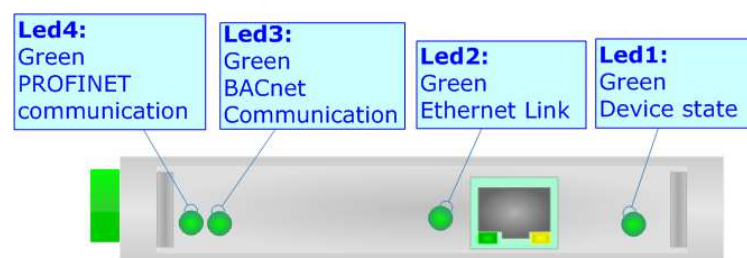 Led4:
Green
PROFINET
communication
Led3:
Green
BACnet
Communication
Led2:
Green
Ethernet Link
Led1:
Green
Device state